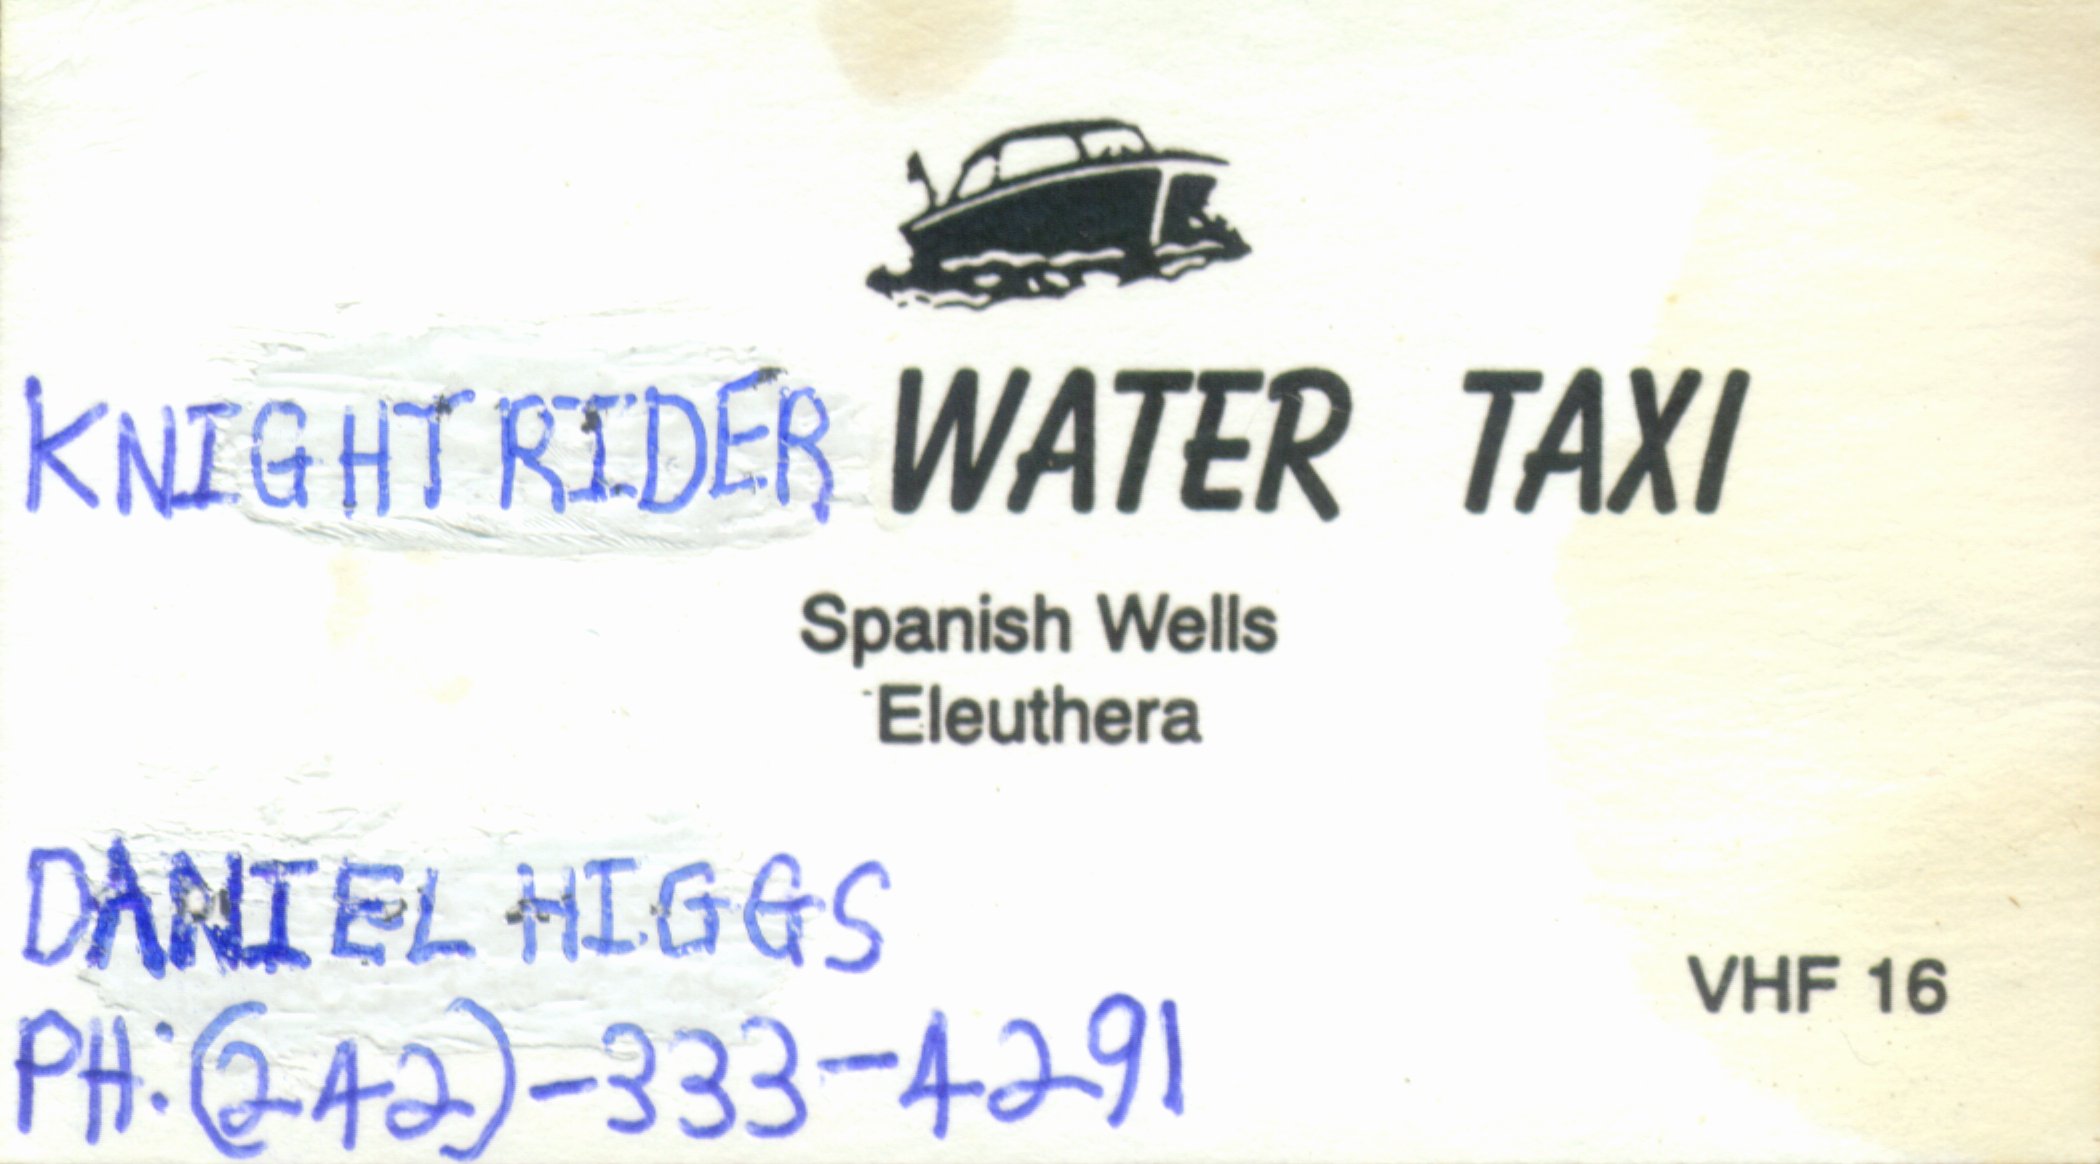 KNIGHT RIDER WATER TAXI
Spanish Wells
Eleuthera
DANIEL HIGGS
VHF 16
PH: (242)-333-4291